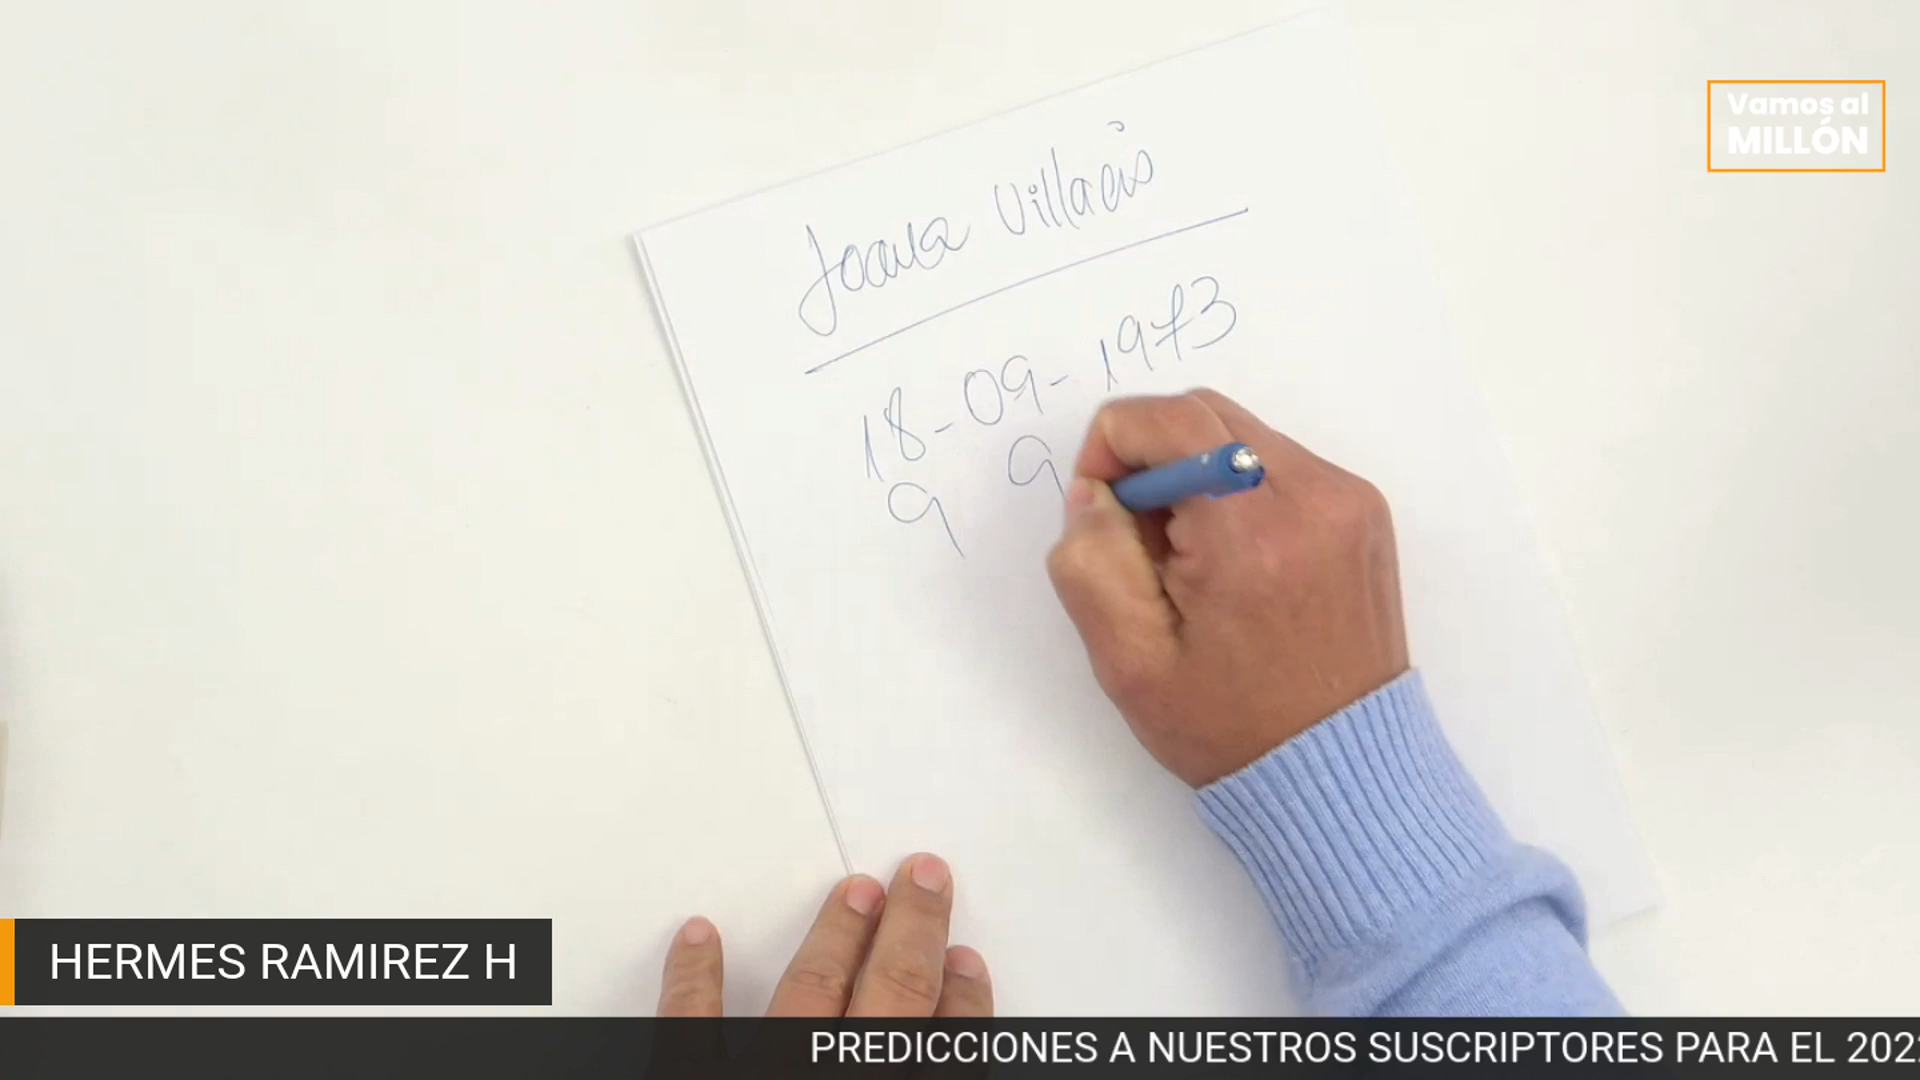 Vamos al
MILLÓN
Joana Villacis
18-09-1973
9 9
HERMES RAMIREZ H
PREDICCIONES A NUESTROS SUSCRIPTORES PARA EL 202